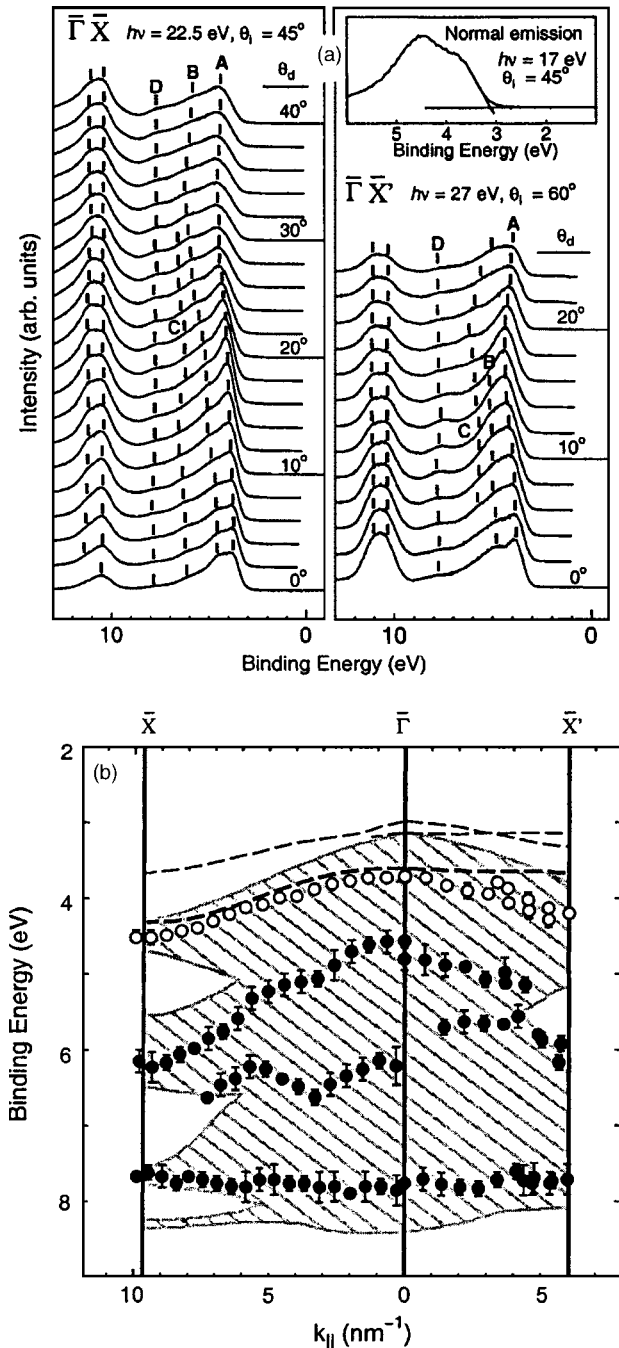 Γ̄ X̄ hν = 22.5 eV, θi = 45°
(a)
Normal emission
hν = 17 eV
θi = 45°
5 4 2
Binding Energy (eV)
D B A
θd
40°
30°
C
20°
10°
0°
Γ̄ X̄' hν = 27 eV, θi = 60°
D A
θd
20°
B
C
10°
0°
Intensity (arb. units)
10 0
10 0
Binding Energy (eV)
X̄ Γ̄ X̄'
(b)
2
4
6
8
Binding Energy (eV)
10 5 0 5
k|| (nm⁻¹)